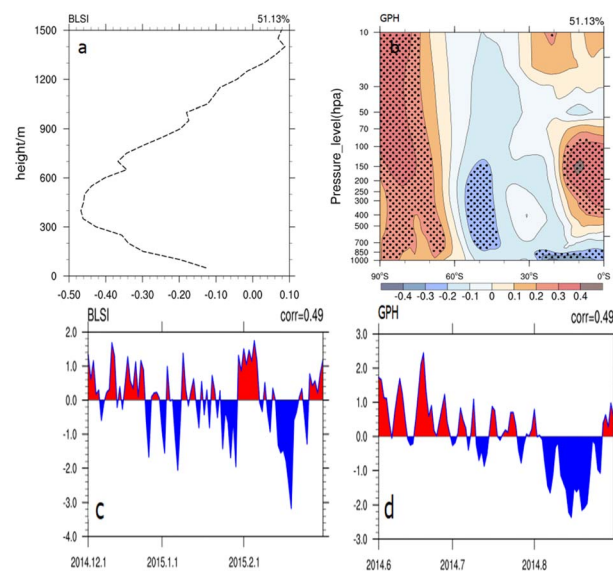 BLSI 51.13%
a
1500
1200
900
600
300
0
height/m
-0.50 -0.40 -0.30 -0.20 -0.10 0.00 0.10
GPH 51.13%
b
10
30
50
70
100
150
200
250
300
400
500
700
850
1000
Pressure_level(hpa)
90°S 60°S 30°S 0°S
-0.4 -0.3 -0.2 -0.1 0 0.1 0.2 0.3 0.4
BLSI corr=0.49
2.0
1.0
0.0
-1.0
-2.0
-3.0
-4.0
c
2014.12.1 2015.1.1 2015.2.1
GPH corr=0.49
3.0
2.0
1.0
0.0
-1.0
-2.0
-3.0
d
2014.6 2014.7 2014.8